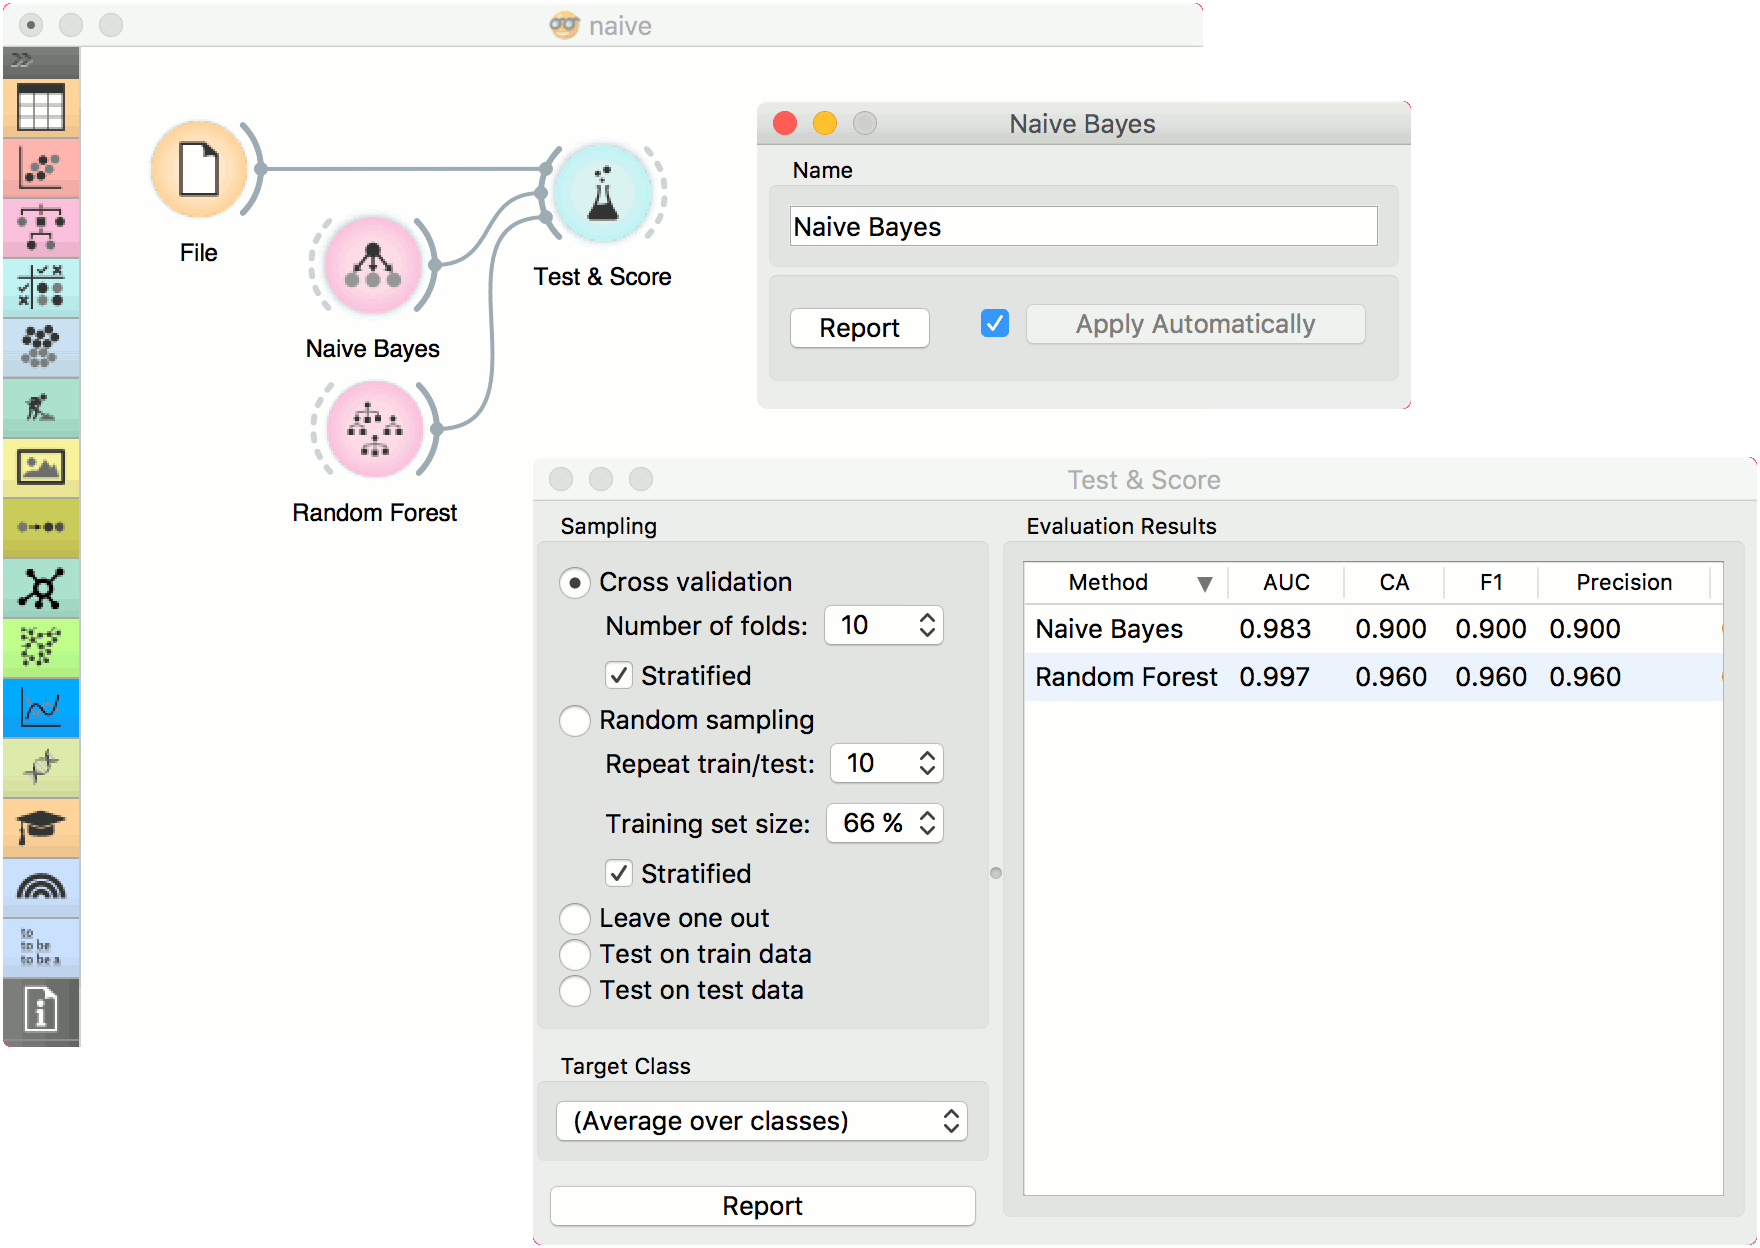 naive
File
Naive Bayes
Random Forest
Test & Score
to
to be
to be a
Naive Bayes
Name
Naive Bayes
Report
Apply Automatically
Test & Score
Sampling
Cross validation
Number of folds: 10
Stratified
Random sampling
Repeat train/test: 10
Training set size: 66 %
Stratified
Leave one out
Test on train data
Test on test data
Target Class
(Average over classes)
Report
Evaluation Results
Method AUC CA F1 Precision
Naive Bayes 0.983 0.900 0.900 0.900
Random Forest 0.997 0.960 0.960 0.960